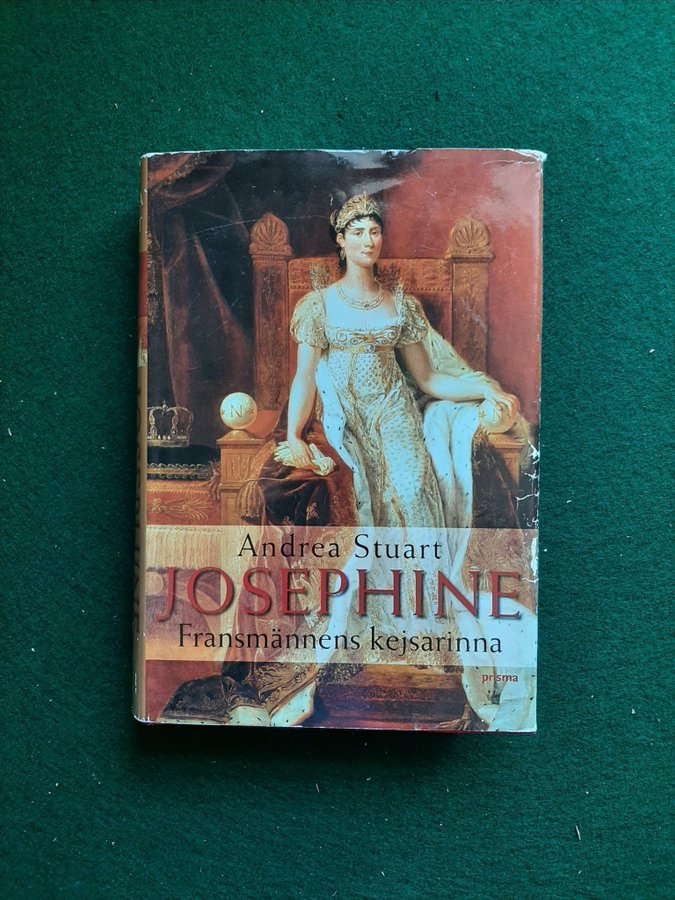 N
Andrea Stuart
JOSEPHINE
Fransmännens kejsarinna
prisma